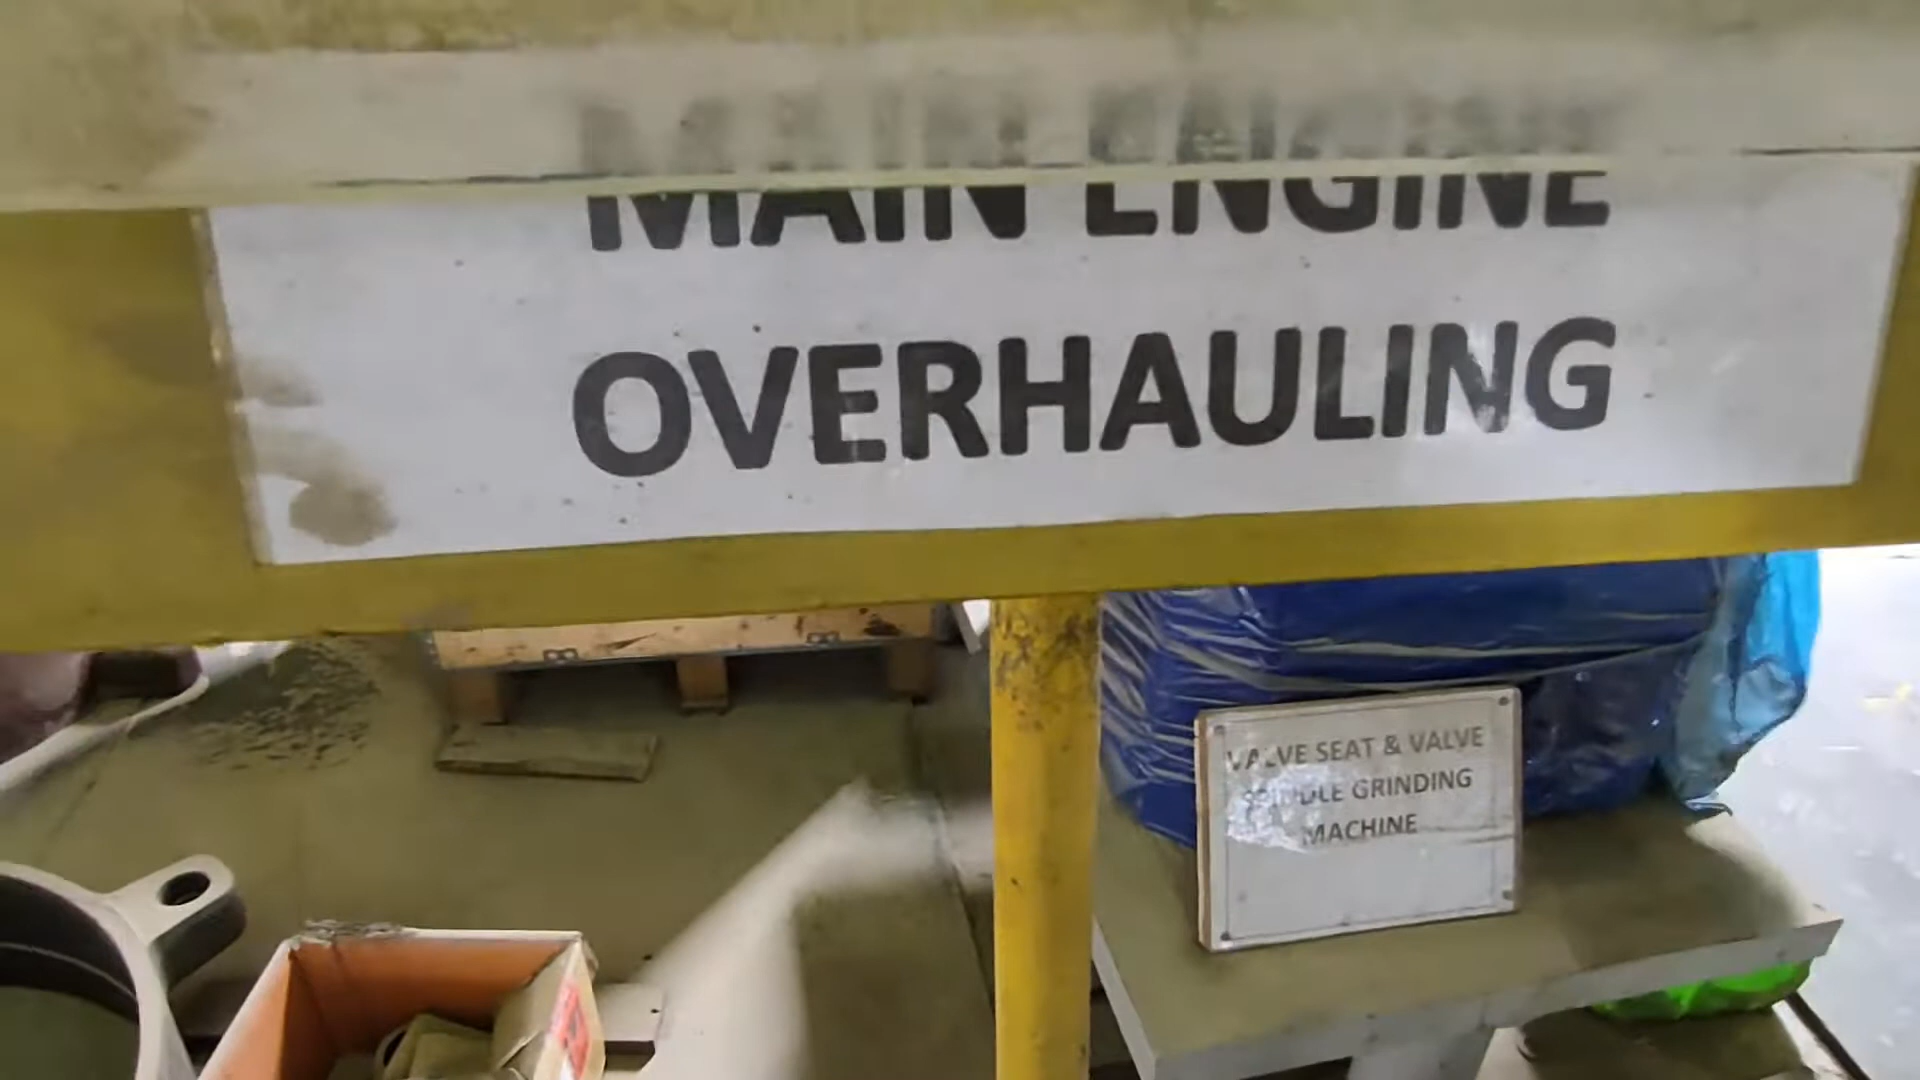 MAIN ENGINE
OVERHAULING
VALVE SEAT & VALVE
SPINDLE GRINDING
MACHINE